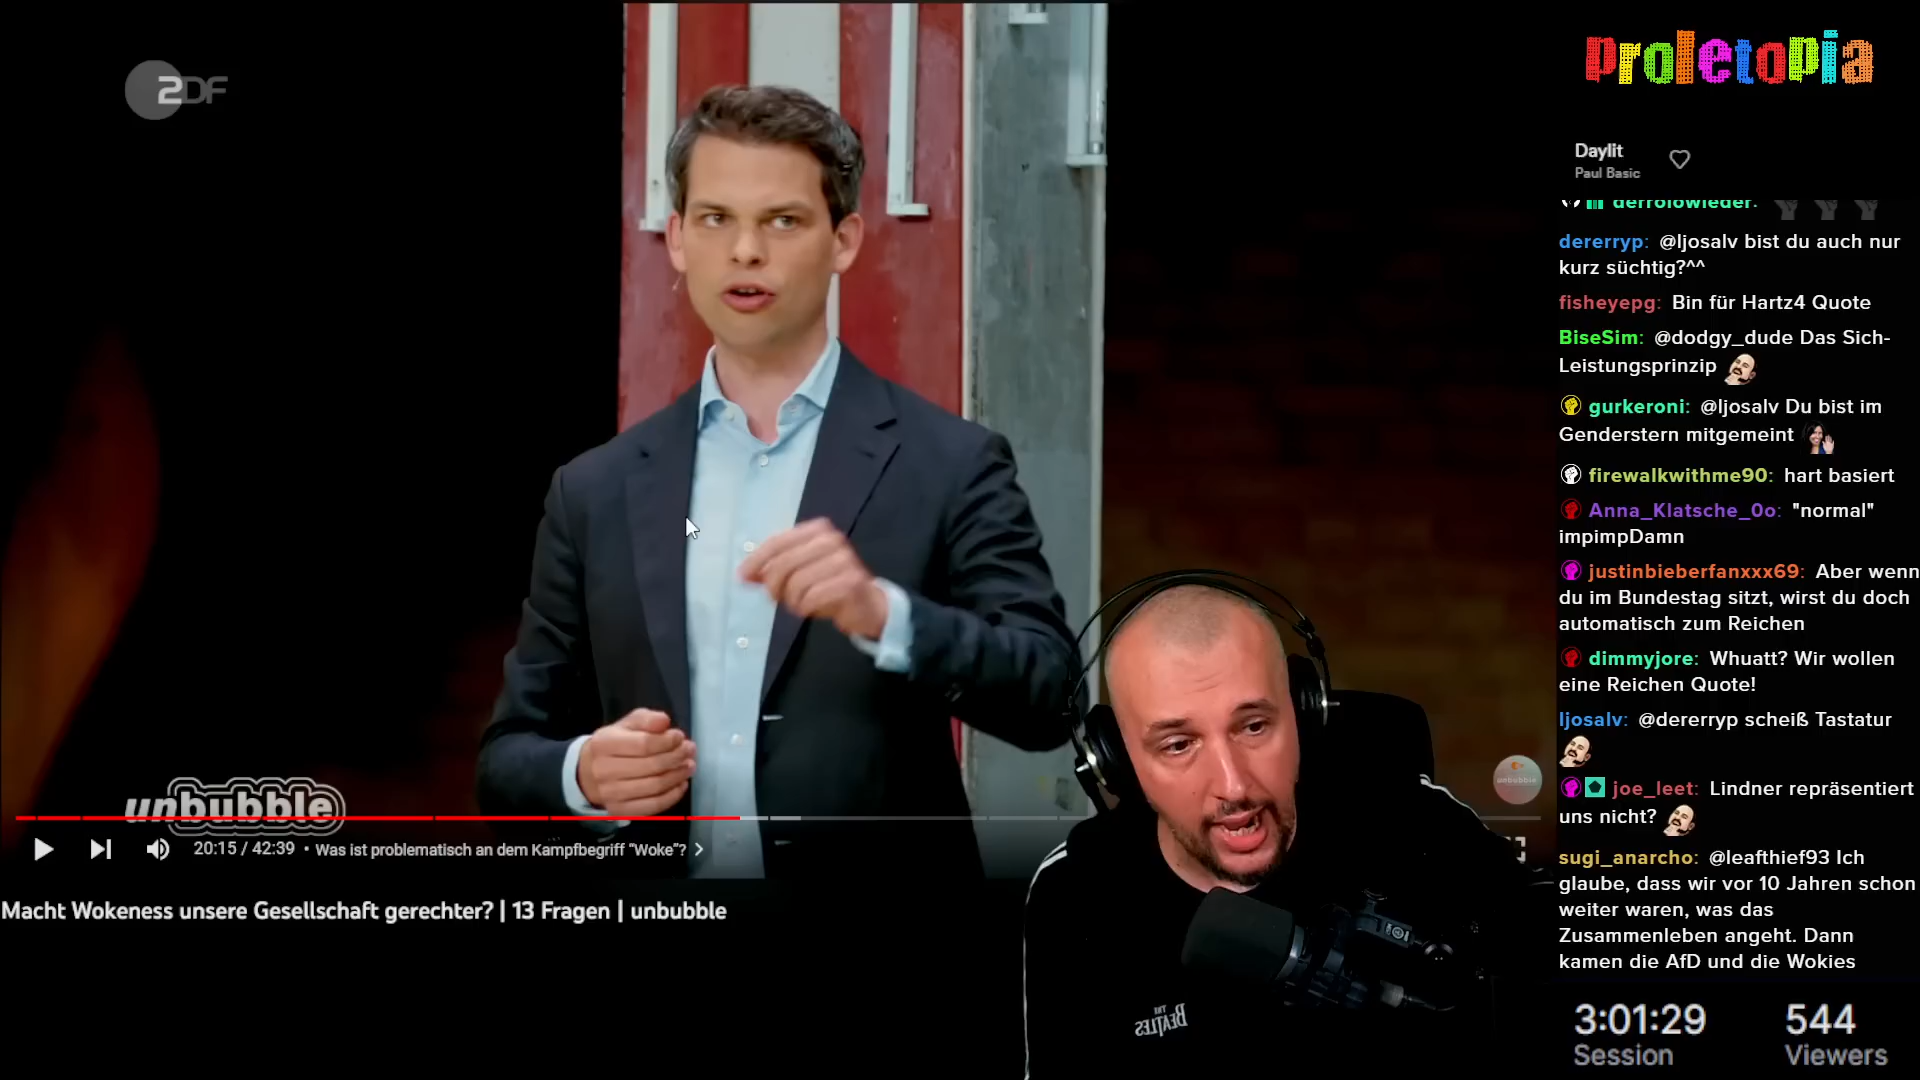 ZDF
unbubble
20:15 / 42:39 • Was ist problematisch an dem Kampfbegriff "Woke"?
Macht Wokeness unsere Gesellschaft gerechter? | 13 Fragen | unbubble
unbubble
THE
BEATLES
Proletopia
Daylit
Paul Basic
derrolowieder:
dererryp: @ljosalv bist du auch nur
kurz süchtig?^^
fisheyepg: Bin für Hartz4 Quote
BiseSim: @dodgy_dude Das Sich-
Leistungsprinzip
gurkeroni: @ljosalv Du bist im
Genderstern mitgemeint
firewalkwithme90: hart basiert
Anna_Klatsche_0o: "normal"
impimpDamn
justinbieberfanxxx69: Aber wenn
du im Bundestag sitzt, wirst du doch
automatisch zum Reichen
dimmyjore: Whuatt? Wir wollen
eine Reichen Quote!
ljosalv: @dererryp scheiß Tastatur
joe_leet: Lindner repräsentiert
uns nicht?
sugi_anarcho: @leafthief93 Ich
glaube, dass wir vor 10 Jahren schon
weiter waren, was das
Zusammenleben angeht. Dann
kamen die AfD und die Wokies
3:01:29
Session
544
Viewers